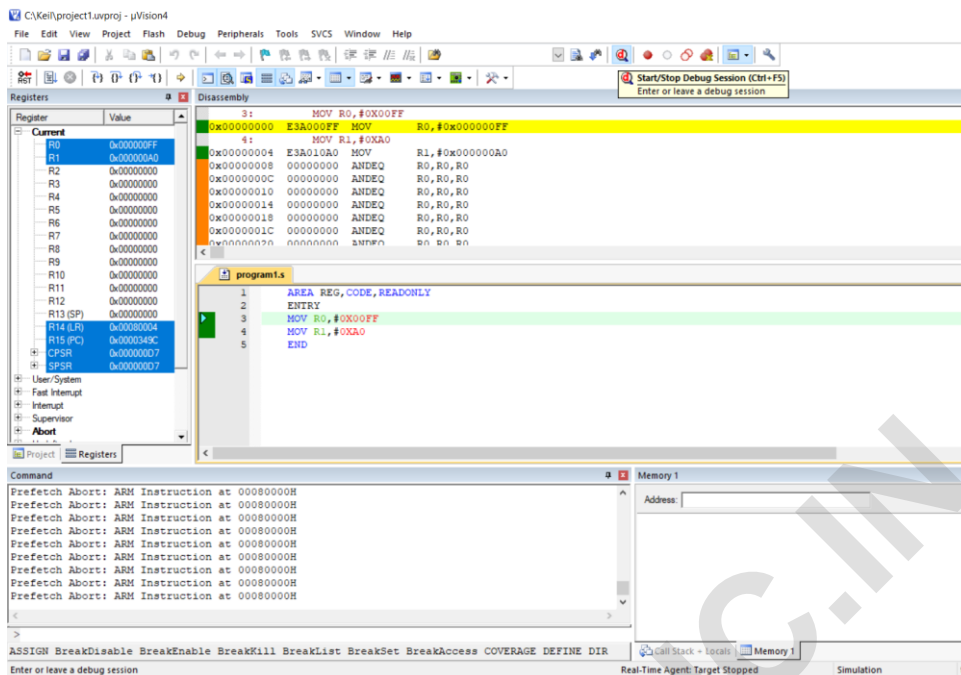 C:\Keil\project1.uvproj - µVision4
File Edit View Project Flash Debug Peripherals Tools SVCS Window Help
Start/Stop Debug Session (Ctrl+F5)
Enter or leave a debug session
Registers
Register Value
Current
R0 0x000000FF
R1 0x000000A0
R2 0x00000000
R3 0x00000000
R4 0x00000000
R5 0x00000000
R6 0x00000000
R7 0x00000000
R8 0x00000000
R9 0x00000000
R10 0x00000000
R11 0x00000000
R12 0x00000000
R13 (SP) 0x00000000
R14 (LR) 0x00080004
R15 (PC) 0x0000349C
CPSR 0x000000D7
SPSR 0x000000D7
User/System
Fast Interrupt
Interrupt
Supervisor
Abort
Project Registers
Disassembly
3: MOV R0,#0X00FF
0x00000000 E3A000FF MOV R0,#0x000000FF
4: MOV R1,#0XA0
0x00000004 E3A010A0 MOV R1,#0x000000A0
0x00000008 00000000 ANDEQ R0,R0,R0
0x0000000C 00000000 ANDEQ R0,R0,R0
0x00000010 00000000 ANDEQ R0,R0,R0
0x00000014 00000000 ANDEQ R0,R0,R0
0x00000018 00000000 ANDEQ R0,R0,R0
0x0000001C 00000000 ANDEQ R0,R0,R0
0x00000020 00000000 ANDEQ R0,R0,R0
program1.s
1 AREA REG,CODE,READONLY
2 ENTRY
3 MOV R0,#0X00FF
4 MOV R1,#0XA0
5 END
Command
Prefetch Abort: ARM Instruction at 00080000H
Prefetch Abort: ARM Instruction at 00080000H
Prefetch Abort: ARM Instruction at 00080000H
Prefetch Abort: ARM Instruction at 00080000H
Prefetch Abort: ARM Instruction at 00080000H
Prefetch Abort: ARM Instruction at 00080000H
Prefetch Abort: ARM Instruction at 00080000H
Prefetch Abort: ARM Instruction at 00080000H
Prefetch Abort: ARM Instruction at 00080000H
>
ASSIGN BreakDisable BreakEnable BreakKill BreakList BreakSet BreakAccess COVERAGE DEFINE DIR
Memory 1
Address:
Call Stack + Locals Memory 1
Enter or leave a debug session Real-Time Agent: Target Stopped Simulation
C.IN